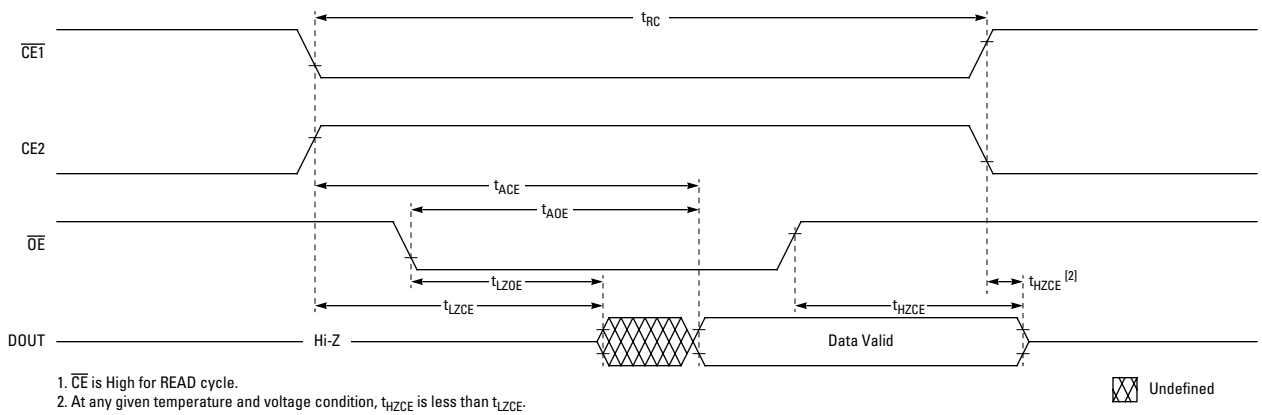 tRC
CE1
CE2
tACE
tAOE
OE
tLZOE
tHZCE [2]
tLZCE
tHZCE
DOUT
Hi-Z
Data Valid
1. CE is High for READ cycle.
Undefined
2. At any given temperature and voltage condition, tHZCE is less than tLZCE.